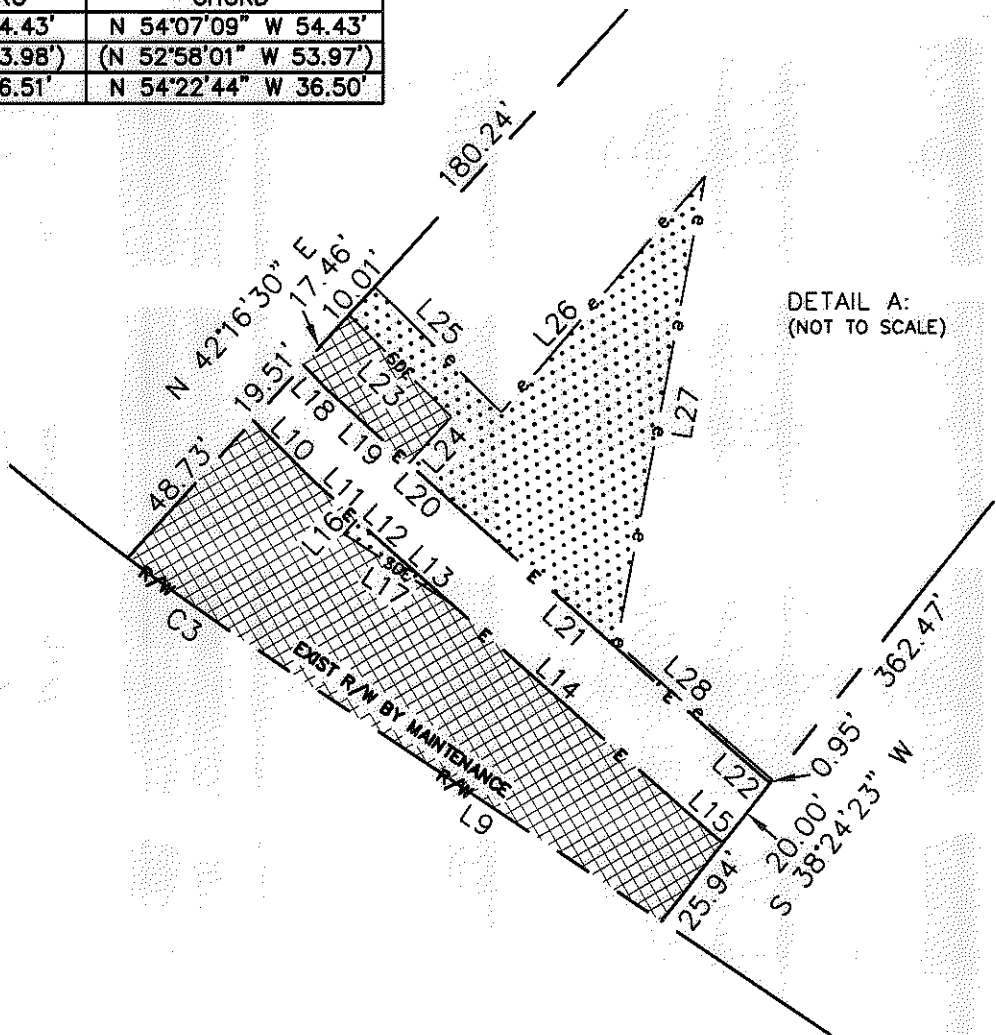 CHORD
4.43' N 54°07'09" W 54.43'
3.98') (N 52°58'01" W 53.97')
6.51' N 54°22'44" W 36.50'
180.24'
N 42°16'30" E
17.46'
10.01'
19.51'
48.73'
DETAIL A:
(NOT TO SCALE)
L25
L26
L27
SDE
L23
L24
L18
L19
E
L20
L10
L11
L12
L13
L16
L17
SDE
E
E
E
E
E
L21
L28
L14
L22
L15
e
e
e
e
e
e
e
e
e
e
R/W
C3
EXIST R/W BY MAINTENANCE
R/W
L9
362.47'
0.95'
20.00'
S 38°24'23" W
25.94'